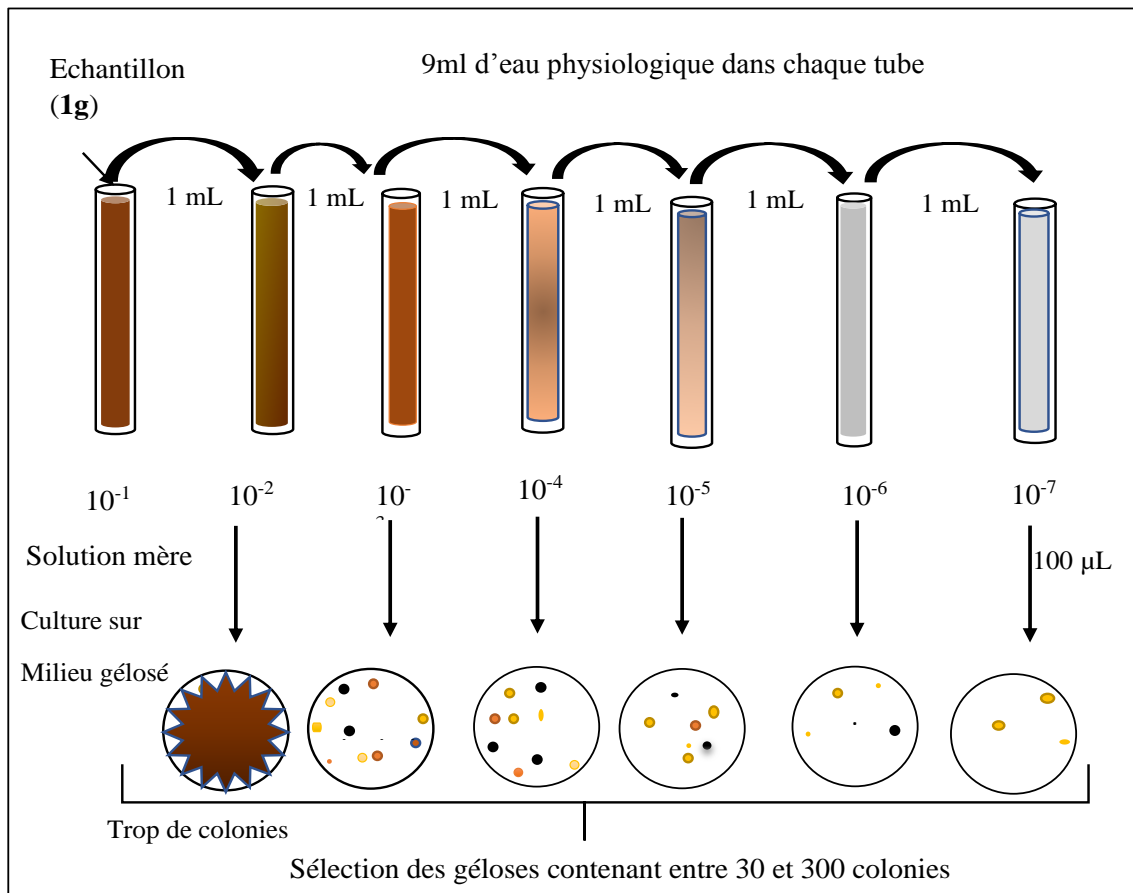 Echantillon
(1g)
9ml d’eau physiologique dans chaque tube
1 mL
1 mL
1 mL
1 mL
1 mL
1 mL
10-1
10-2
10-
10-4
10-5
10-6
10-7
Solution mère
100 µL
Culture sur
Milieu gélosé
Trop de colonies
Sélection des géloses contenant entre 30 et 300 colonies